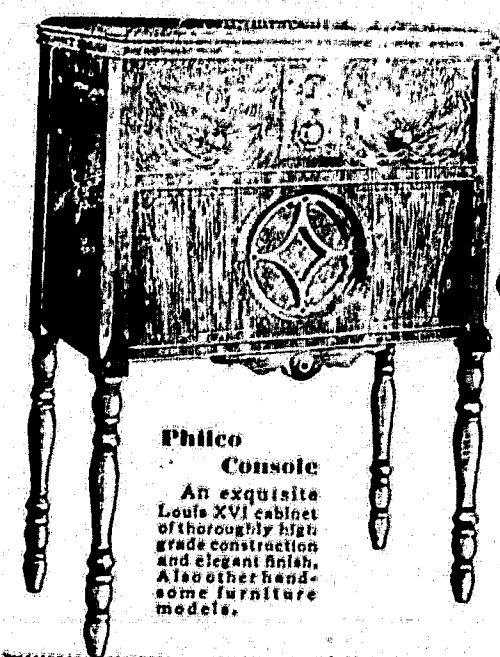 Philco
Console
An exquisite
Louis XVI cabinet
of thoroughly high
grade construction
and elegant finish.
Also other hand-
some furniture
models.